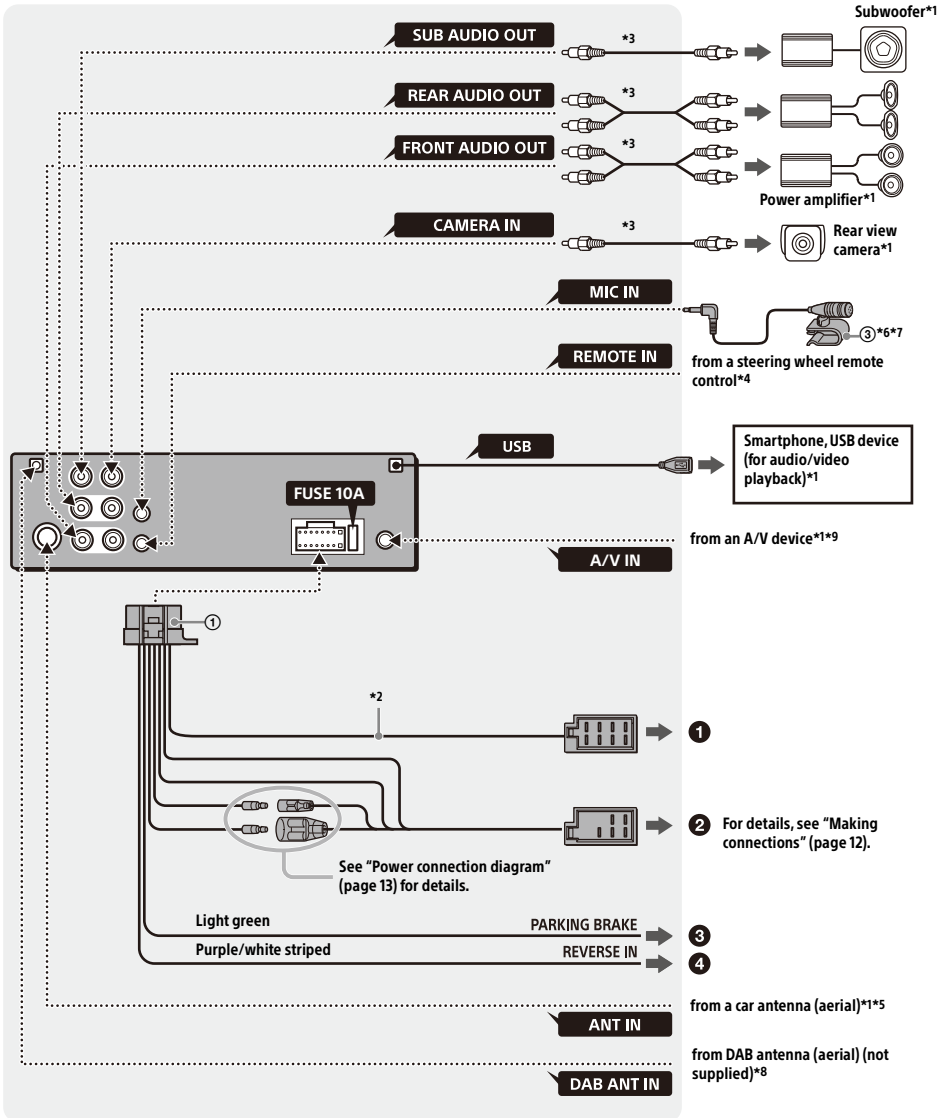 Subwoofer*1
SUB AUDIO OUT
*3
REAR AUDIO OUT
*3
FRONT AUDIO OUT
*3
Power amplifier*1
CAMERA IN
*3
Rear view
camera*1
MIC IN
③*6*7
REMOTE IN
from a steering wheel remote
control*4
USB
Smartphone, USB device
(for audio/video
playback)*1
FUSE 10A
from an A/V device*1*9
A/V IN
①
*2
❶
❷ For details, see “Making
connections” (page 12).
See “Power connection diagram”
(page 13) for details.
Light green
PARKING BRAKE
❸
Purple/white striped
REVERSE IN
❹
from a car antenna (aerial)*1*5
ANT IN
from DAB antenna (aerial) (not
supplied)*8
DAB ANT IN